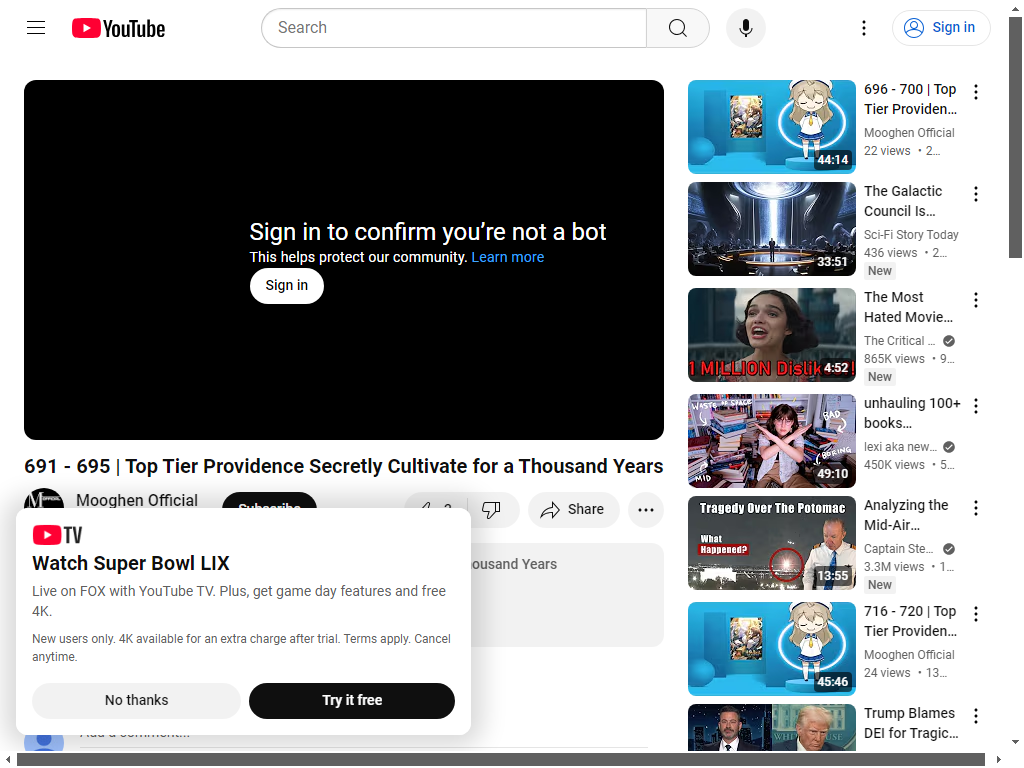 YouTube
Search
Sign in
Sign in to confirm you’re not a bot
This helps protect our community. Learn more
Sign in
691 - 695 | Top Tier Providence Secretly Cultivate for a Thousand Years
Mooghen Official
Subscribe
Share
ousand Years
TV
Watch Super Bowl LIX
Live on FOX with YouTube TV. Plus, get game day features and free
4K.
New users only. 4K available for an extra charge after trial. Terms apply. Cancel
anytime.
No thanks
Try it free
Add a comment...
44:14
696 - 700 | Top
Tier Providen...
Mooghen Official
22 views • 2...
33:51
The Galactic
Council Is...
Sci-Fi Story Today
436 views • 2...
New
1 MILLION
4:52
The Most
Hated Movie...
The Critical ...
865K views • 9...
New
WASTE OF SPACE
BAD
BORING
MID
49:10
unhauling 100+
books...
lexi aka new...
450K views • 5...
Tragedy Over The Potomac
What
Happened?
13:55
Analyzing the
Mid-Air...
Captain Ste...
3.3M views • 1...
New
45:46
716 - 720 | Top
Tier Providen...
Mooghen Official
24 views • 13...
Trump Blames
DEI for Tragic...